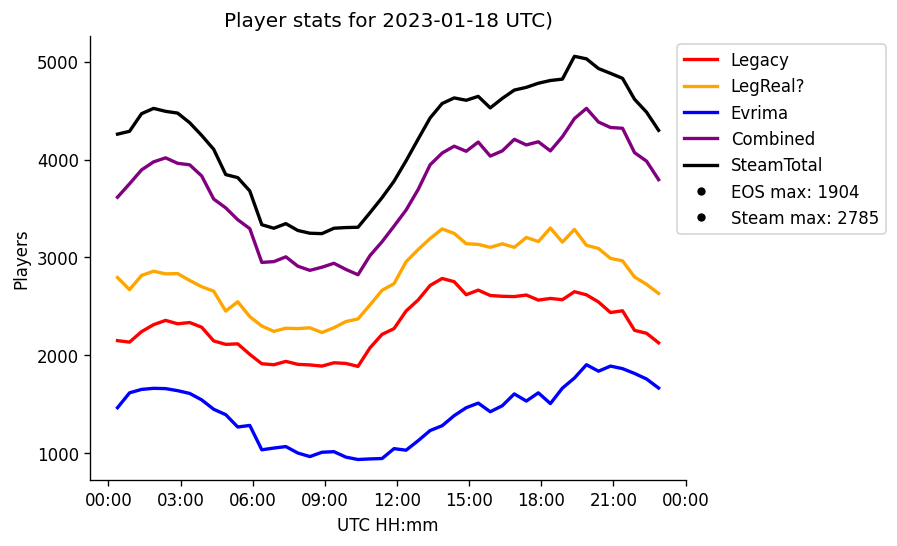 Player stats for 2023-01-18 UTC)
Legacy
LegReal?
Evrima
Combined
SteamTotal
EOS max: 1904
Steam max: 2785
Players
5000
4000
3000
2000
1000
00:00 03:00 06:00 09:00 12:00 15:00 18:00 21:00 00:00
UTC HH:mm